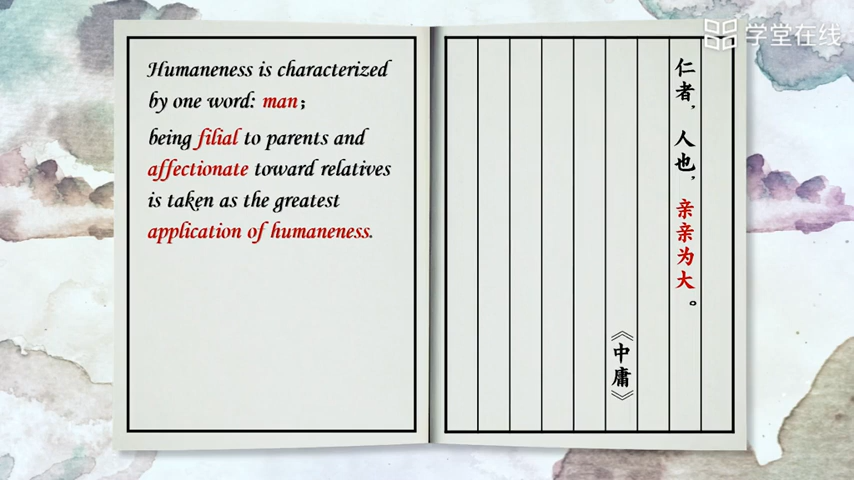 学堂在线
Humaneness is characterized
by one word: man;
being filial to parents and
affectionate toward relatives
is taken as the greatest
application of humaneness.
仁者，人也，亲亲为大。
《中庸》